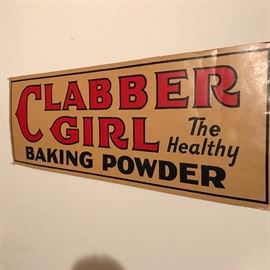 CLABBER
GIRL The
Healthy
BAKING POWDER